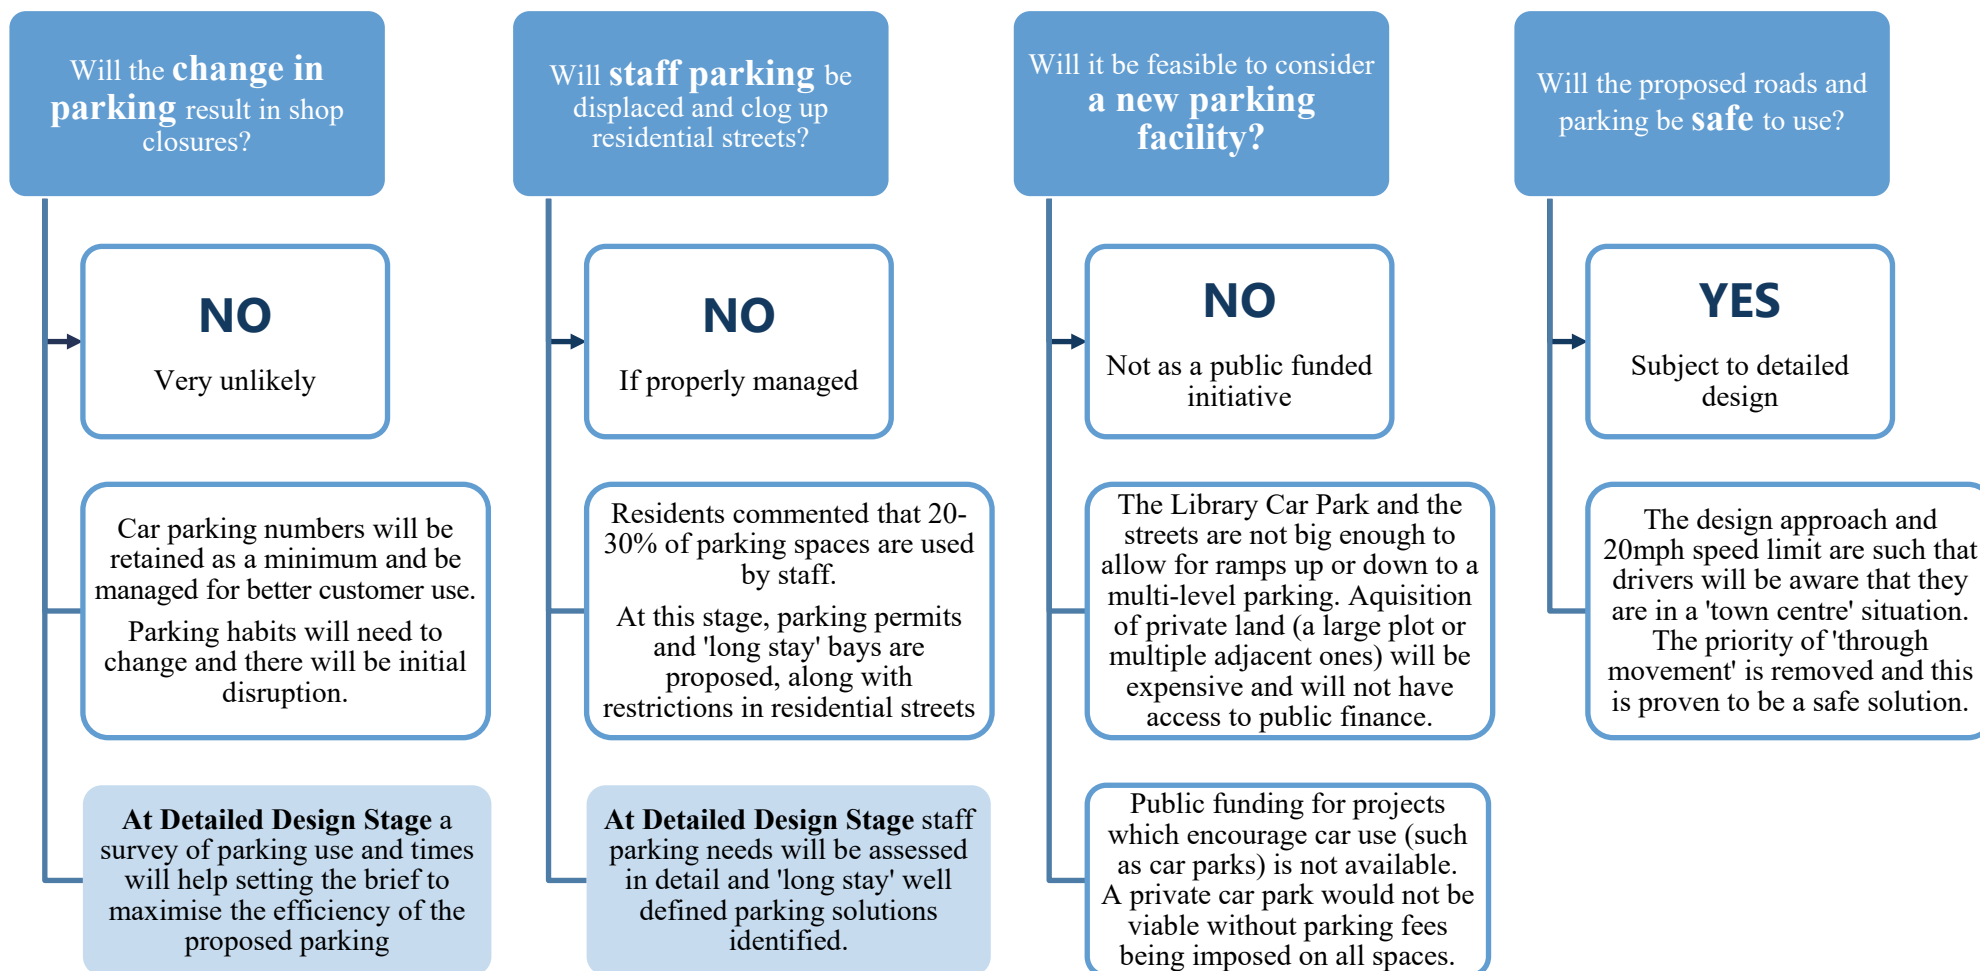 Will the change in
parking result in shop
closures?
NO
Very unlikely
Car parking numbers will be
retained as a minimum and be
managed for better customer use.
Parking habits will need to
change and there will be initial
disruption.
At Detailed Design Stage a
survey of parking use and times
will help setting the brief to
maximise the efficiency of the
proposed parking
Will staff parking be
displaced and clog up
residential streets?
NO
If properly managed
Residents commented that 20-
30% of parking spaces are used
by staff.
At this stage, parking permits
and 'long stay' bays are
proposed, along with
restrictions in residential streets
At Detailed Design Stage staff
parking needs will be assessed
in detail and 'long stay' well
defined parking solutions
identified.
Will it be feasible to consider
a new parking
facility?
NO
Not as a public funded
initiative
The Library Car Park and the
streets are not big enough to
allow for ramps up or down to a
multi-level parking. Aquisition
of private land (a large plot or
multiple adjacent ones) will be
expensive and will not have
access to public finance.
Public funding for projects
which encourage car use (such
as car parks) is not available.
A private car park would not be
viable without parking fees
being imposed on all spaces.
Will the proposed roads and
parking be safe to use?
YES
Subject to detailed
design
The design approach and
20mph speed limit are such that
drivers will be aware that they
are in a 'town centre' situation.
The priority of 'through
movement' is removed and this
is proven to be a safe solution.